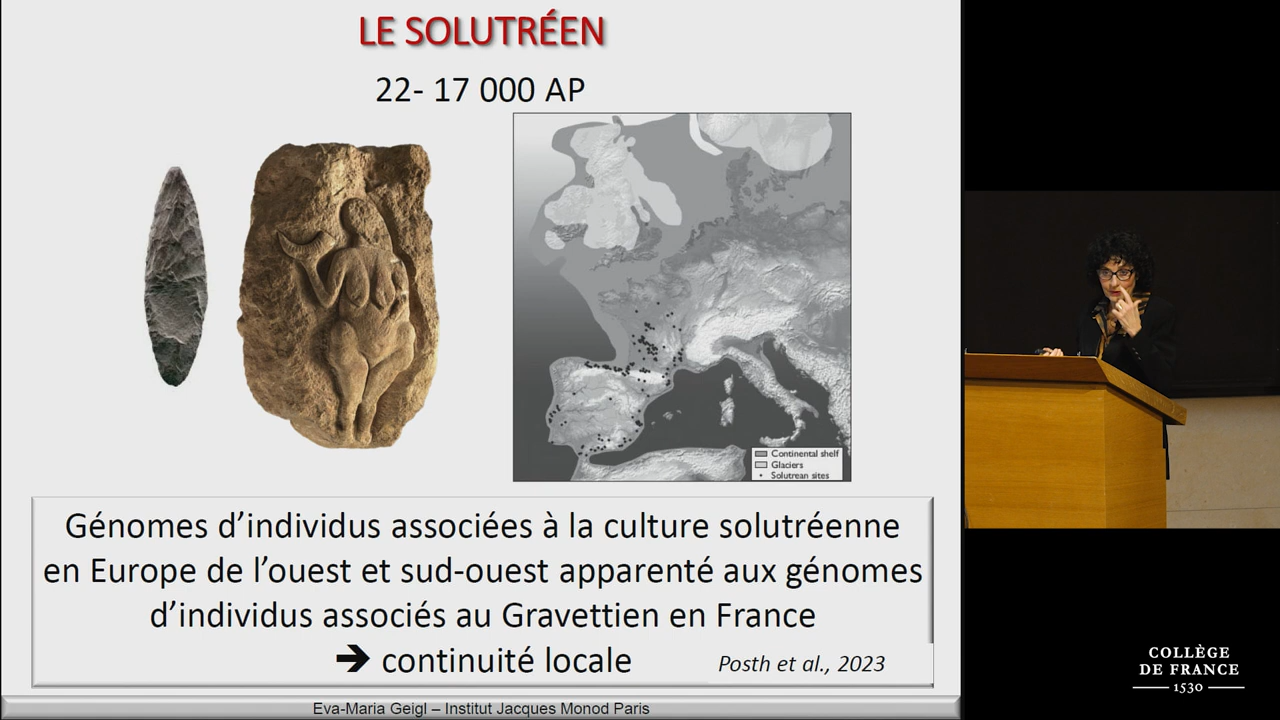 LE SOLUTRÉEN
22- 17 000 AP
Continental shelf
Glaciers
Solutrean sites
Génomes d’individus associées à la culture solutréenne
en Europe de l’ouest et sud-ouest apparenté aux génomes
d’individus associés au Gravettien en France
➔ continuité locale
Posth et al., 2023
Eva-Maria Geigl – Institut Jacques Monod Paris
COLLÈGE
DE FRANCE
1530